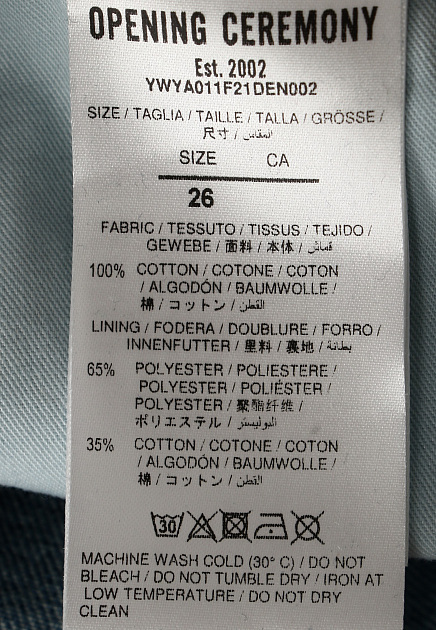 OPENING CEREMONY
Est. 2002
YWYA011F21DEN002
SIZE / TAGLIA / TAILLE / TALLA / GRÖSSE /
尺寸 / المقاس
SIZE CA
26
FABRIC / TESSUTO / TISSUS / TEJIDO /
GEWEBE / 面料 / 本体 / قماش
100% COTTON / COTONE / COTON
/ ALGODÓN / BAUMWOLLE /
棉 / コットン / القطن
LINING / FODERA / DOUBLURE / FORRO /
INNENFUTTER / 里料 / 裏地 / بطانة
65% POLYESTER / POLIESTERE /
POLYESTER / POLIÉSTER /
POLYESTER / 聚酯纤维 /
ポリエステル / البوليستر
35% COTTON / COTONE / COTON
/ ALGODÓN / BAUMWOLLE /
棉 / コットン / القطن
30
MACHINE WASH COLD (30° C) / DO NOT
BLEACH / DO NOT TUMBLE DRY / IRON AT
LOW TEMPERATURE / DO NOT DRY
CLEAN